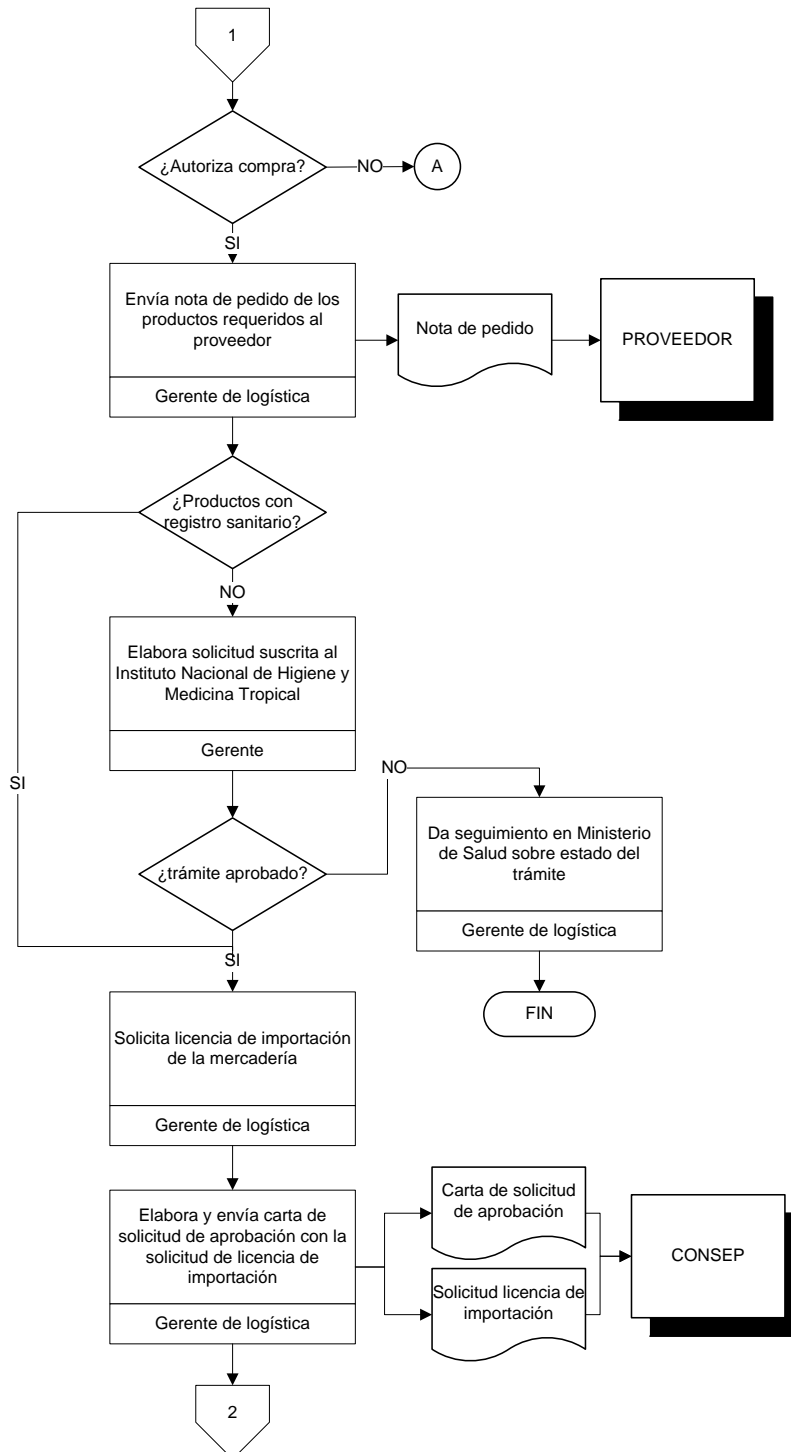 1
¿Autoriza compra?
NO
A
SI
Envía nota de pedido de los
productos requeridos al
proveedor
Gerente de logística
Nota de pedido
PROVEEDOR
¿Productos con
registro sanitario?
NO
Elabora solicitud suscrita al
Instituto Nacional de Higiene y
Medicina Tropical
Gerente
SI
NO
¿trámite aprobado?
Da seguimiento en Ministerio
de Salud sobre estado del
trámite
Gerente de logística
SI
FIN
Solicita licencia de importación
de la mercadería
Gerente de logística
Elabora y envía carta de
solicitud de aprobación con la
solicitud de licencia de
importación
Gerente de logística
Carta de solicitud
de aprobación
Solicitud licencia de
importación
CONSEP
2